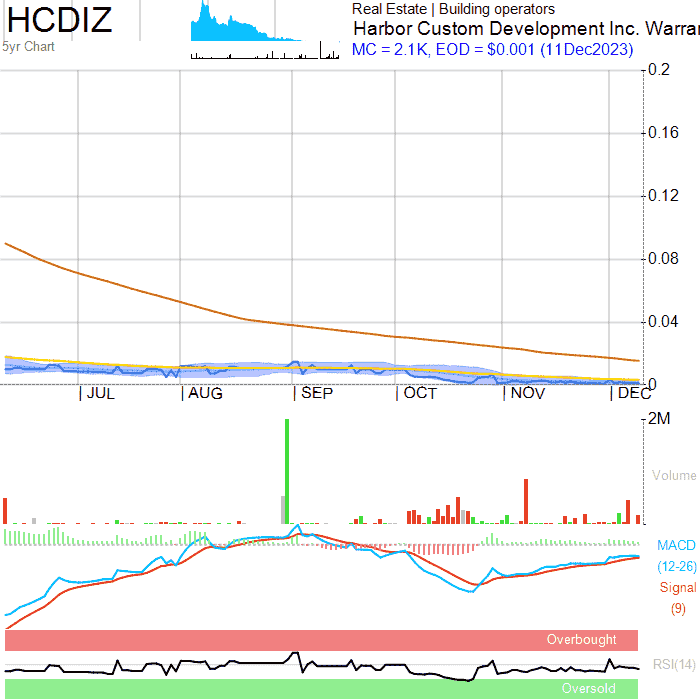 HCDIZ
5yr Chart
Real Estate | Building operators
Harbor Custom Development Inc. Warra
MC = 2.1K, EOD = $0.001 (11Dec2023)
0.2
0.16
0.12
0.08
0.04
0
| JUL
| AUG
| SEP
| OCT
| NOV
| DEC
2M
Volume
MACD
(12-26)
Signal
(9)
Overbought
RSI(14)
Oversold